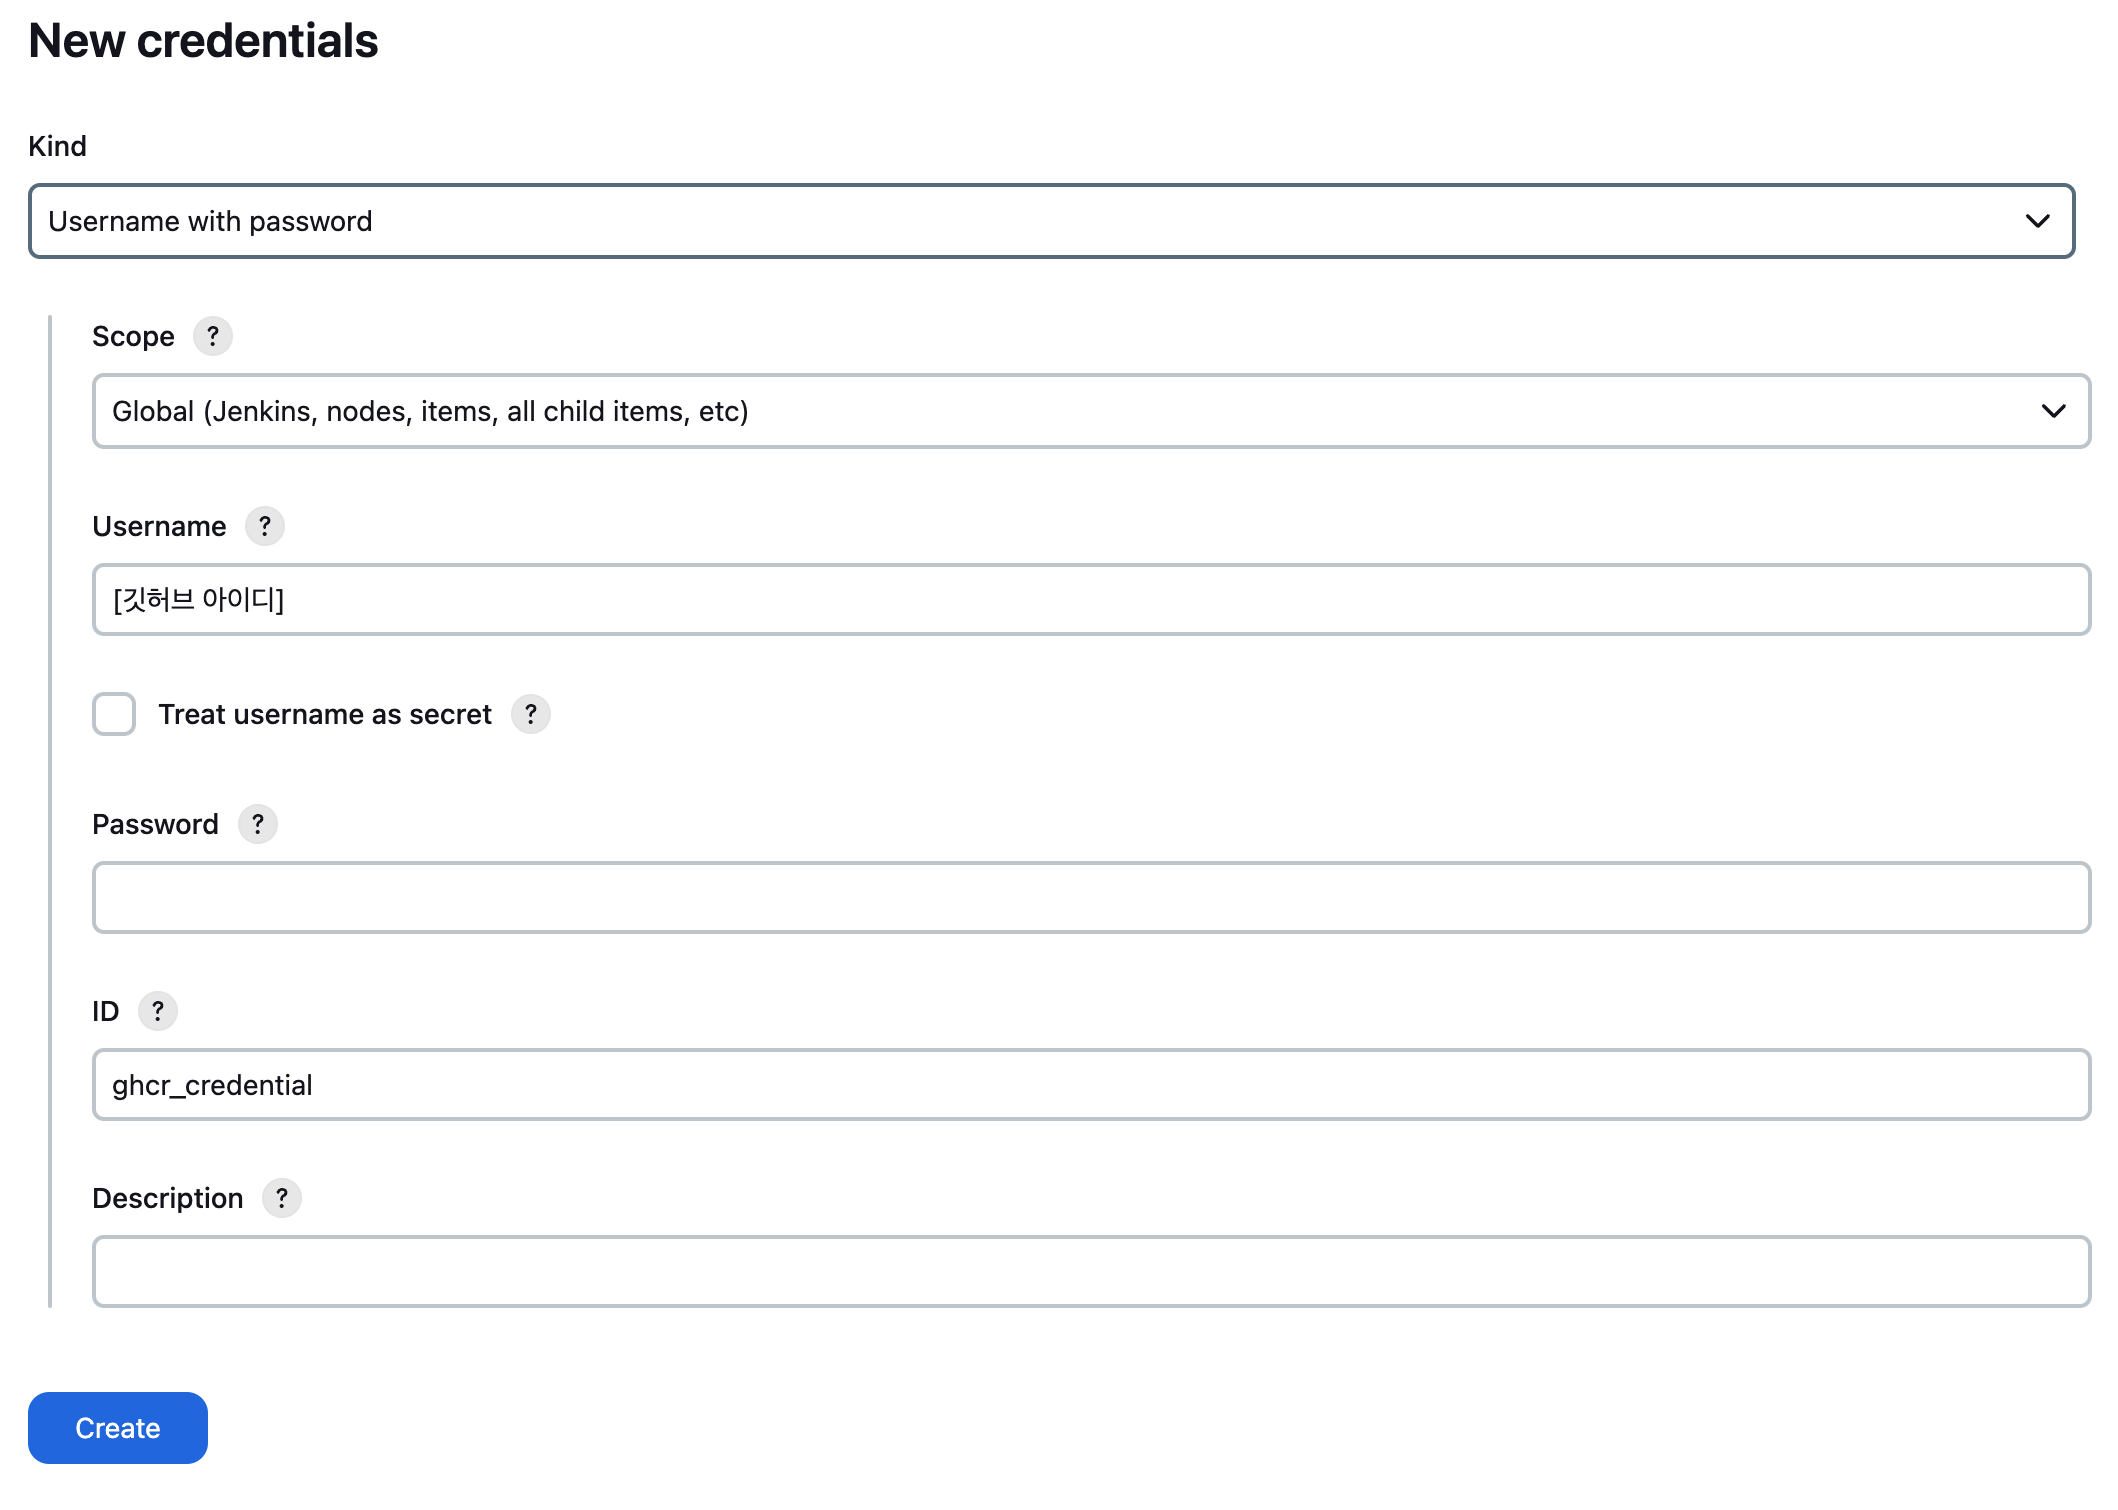 New credentials
Kind
Username with password
Scope ?
Global (Jenkins, nodes, items, all child items, etc)
Username ?
[깃허브 아이디]
Treat username as secret ?
Password ?
ID ?
ghcr_credential
Description ?
Create